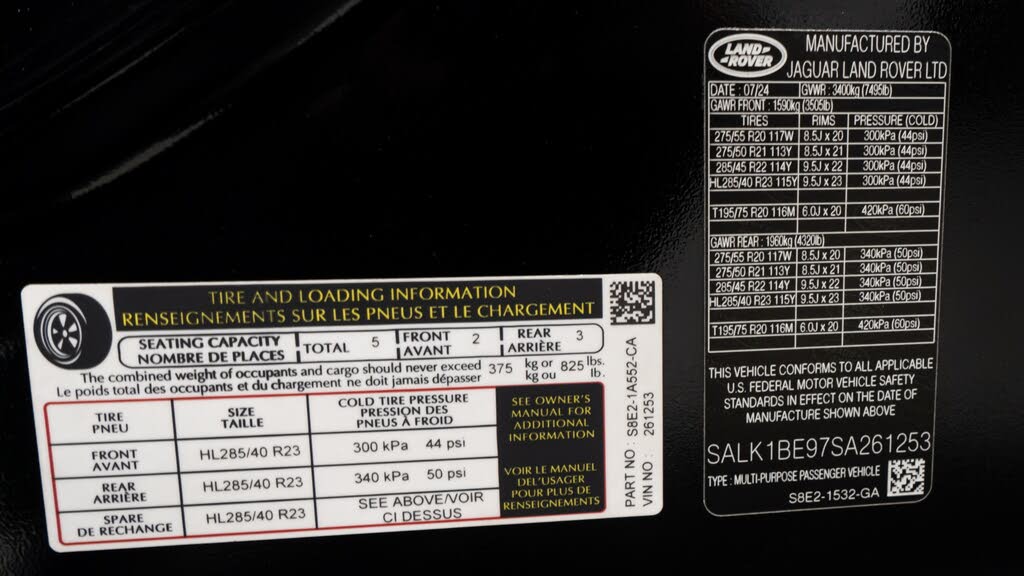 TIRE AND LOADING INFORMATION
RENSEIGNEMENTS SUR LES PNEUS ET LE CHARGEMENT
SEATING CAPACITY
NOMBRE DE PLACES
TOTAL 5
FRONT
AVANT 2
REAR
ARRIÈRE 3
The combined weight of occupants and cargo should never exceed 375 kg or 825 lbs.
Le poids total des occupants et du chargement ne doit jamais dépasser kg ou lb.
TIRE
PNEU
SIZE
TAILLE
COLD TIRE PRESSURE
PRESSION DES
PNEUS À FROID
FRONT
AVANT
HL285/40 R23
300 kPa 44 psi
REAR
ARRIÈRE
HL285/40 R23
340 kPa 50 psi
SPARE
DE RECHANGE
HL285/40 R23
SEE ABOVE/VOIR
CI DESSUS
SEE OWNER'S
MANUAL FOR
ADDITIONAL
INFORMATION
VOIR LE MANUEL
DEL'USAGER
POUR PLUS DE
RENSEIGNEMENTS
PART NO : S8E2-1A552-CA
VIN NO : 261253
LAND-
-ROVER
MANUFACTURED BY
JAGUAR LAND ROVER LTD
DATE : 07/24 GVWR : 3400kg (7495lb)
GAWR FRONT : 1590kg (3505lb)
TIRES RIMS PRESSURE (COLD)
275/55 R20 117W 8.5J x 20 300kPa (44psi)
275/50 R21 113Y 8.5J x 21 300kPa (44psi)
285/45 R22 114Y 9.5J x 22 300kPa (44psi)
HL285/40 R23 115Y 9.5J x 23 300kPa (44psi)
T195/75 R20 116M 6.0J x 20 420kPa (60psi)
GAWR REAR : 1960kg (4320lb)
275/55 R20 117W 8.5J x 20 340kPa (50psi)
275/50 R21 113Y 8.5J x 21 340kPa (50psi)
285/45 R22 114Y 9.5J x 22 340kPa (50psi)
HL285/40 R23 115Y 9.5J x 23 340kPa (50psi)
T195/75 R20 116M 6.0J x 20 420kPa (60psi)
THIS VEHICLE CONFORMS TO ALL APPLICABLE
U.S. FEDERAL MOTOR VEHICLE SAFETY
STANDARDS IN EFFECT ON THE DATE OF
MANUFACTURE SHOWN ABOVE
SALK1BE97SA261253
TYPE : MULTI-PURPOSE PASSENGER VEHICLE
S8E2-1532-GA